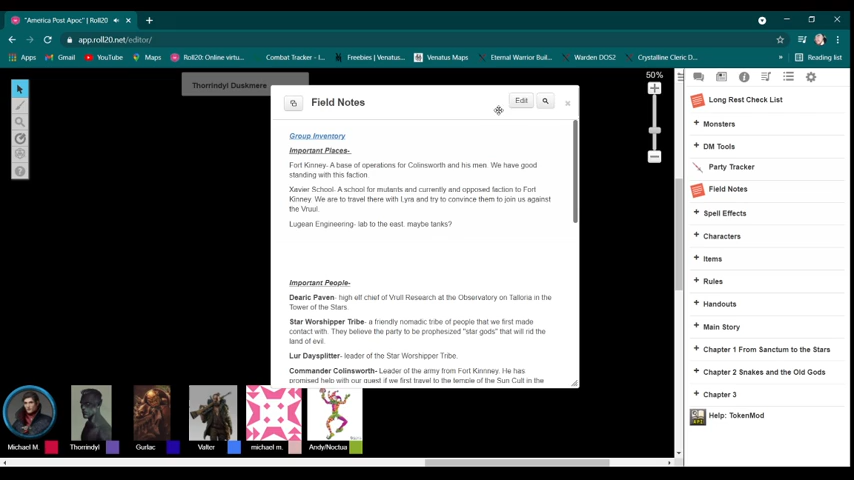 "America Post Apoc" | Roll20
app.roll20.net/editor/
Apps
Gmail
YouTube
Maps
Roll20: Online virtu...
Combat Tracker - I...
Freebies | Venatus...
Venatus Maps
Eternal Warrior Buil...
Warden DOS2
Crystalline Cleric D...
»
Reading list
Thorrindyl Duskmere
50%
Field Notes
Edit
Group Inventory
Important Places-
Fort Kinney- A base of operations for Colinsworth and his men. We have good
standing with this faction.
Xavier School- A school for mutants and currently and opposed faction to Fort
Kinney. We are to travel there with Lyra and try to convince them to join us against
the Vruul.
Lugean Engineering- lab to the east. maybe tanks?
Important People-
Dearic Paven- high elf chief of Vrull Research at the Observatory on Talloria in the
Tower of the Stars.
Star Worshipper Tribe- a friendly nomadic tribe of people that we first made
contact with. They believe the party to be prophesized "star gods" that will rid the
land of evil.
Lur Daysplitter- leader of the Star Worshipper Tribe.
Commander Colinsworth- Leader of the army from Fort Kinnney. He has
promised help with our quest if we first travel to the temple of the Sun Cult in the
Long Rest Check List
Monsters
DM Tools
Party Tracker
Field Notes
Spell Effects
Characters
Items
Rules
Handouts
Main Story
Chapter 1 From Sanctum to the Stars
Chapter 2 Snakes and the Old Gods
Chapter 3
API
Help: TokenMod
Michael M.
Thorrindyl
Gurlac
Valter
michael m.
Andy/Noctua